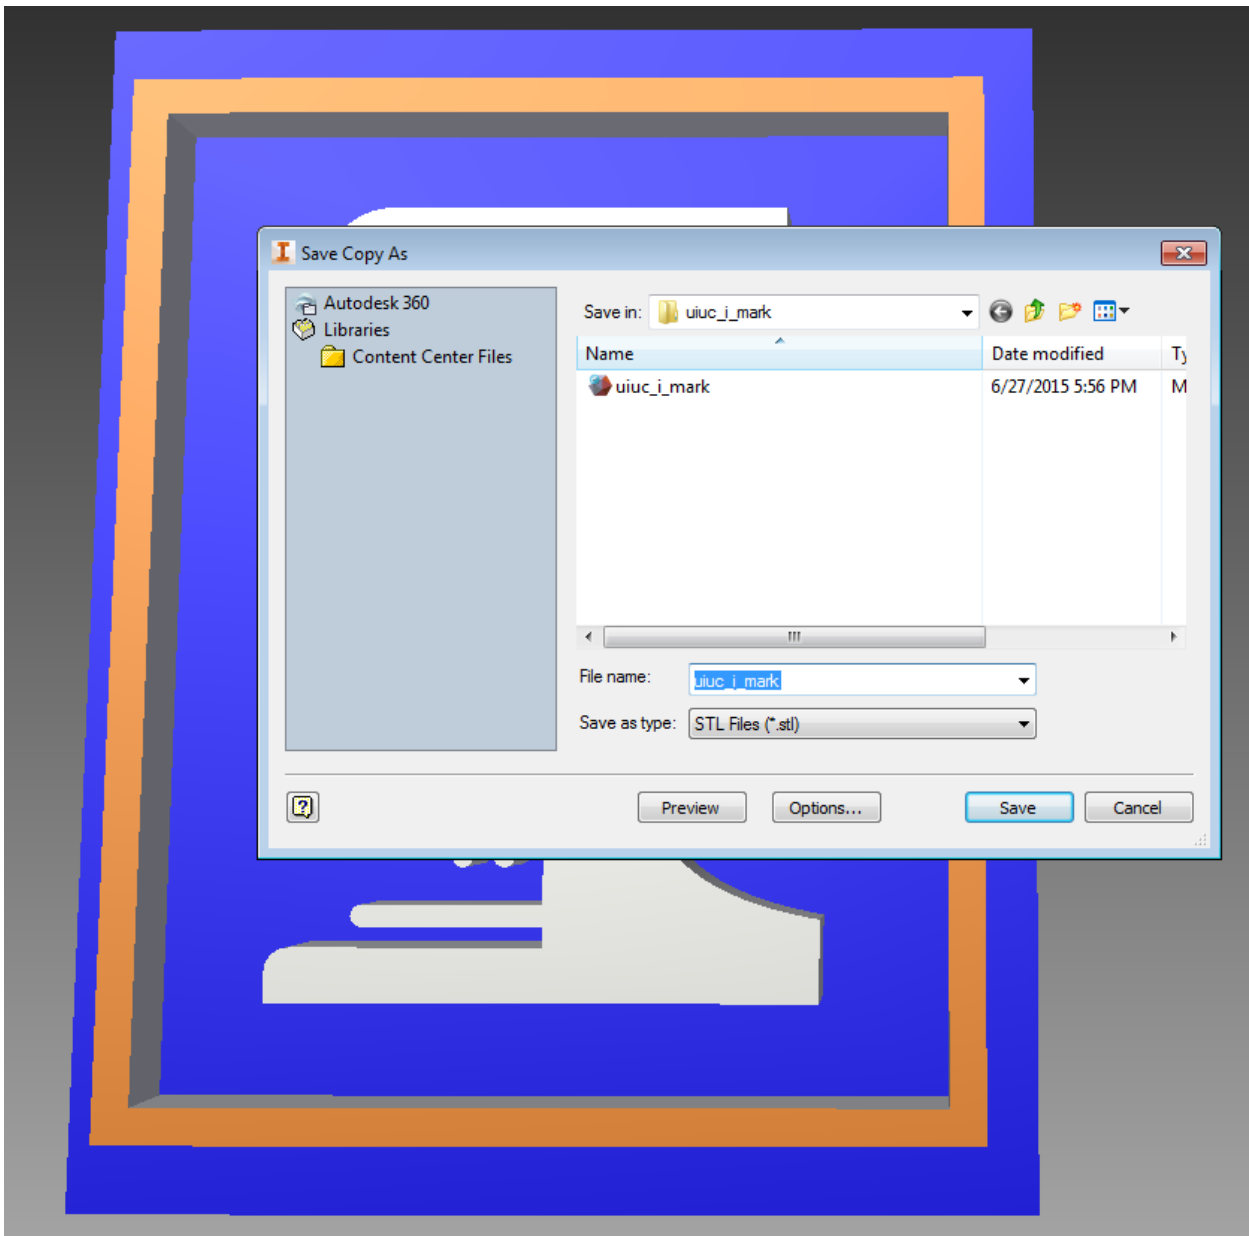 Save Copy As
Autodesk 360
Libraries
Content Center Files
Save in: uiuc_i_mark
Name Date modified Ty
uiuc_i_mark 6/27/2015 5:56 PM M
File name: uiuc_i_mark
Save as type: STL Files (*.stl)
Preview Options... Save Cancel